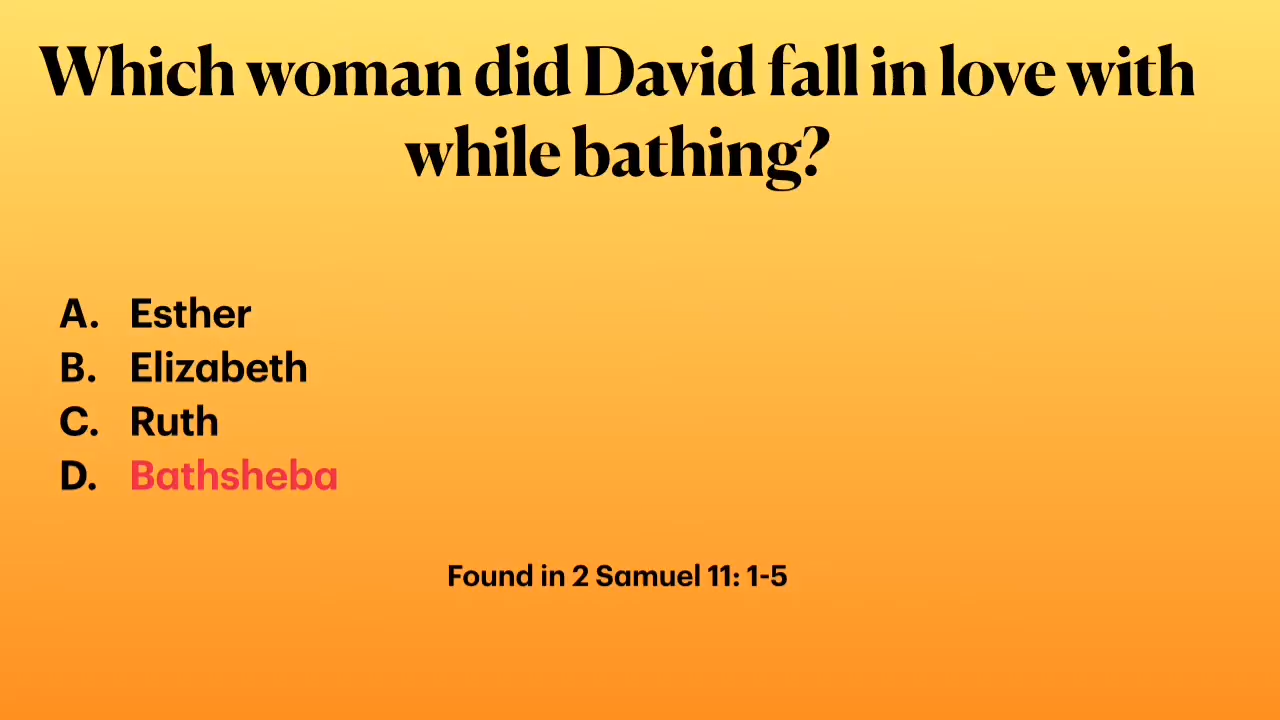 Which woman did David fall in love with
while bathing?
A. Esther
B. Elizabeth
C. Ruth
D. Bathsheba
Found in 2 Samuel 11: 1-5